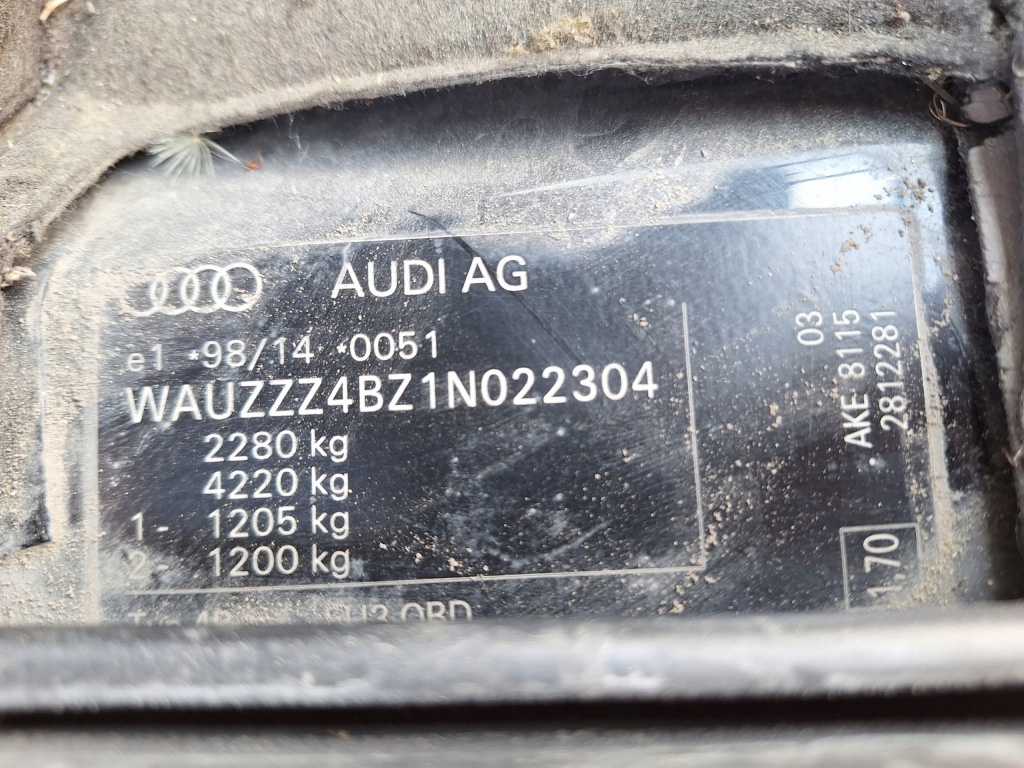 AUDI AG
e1 *98/14 *0051
WAUZZZ4BZ1N022304
2280 kg
4220 kg
1 - 1205 kg
2 - 1200 kg
03
AKE 8115
2812281
1,70